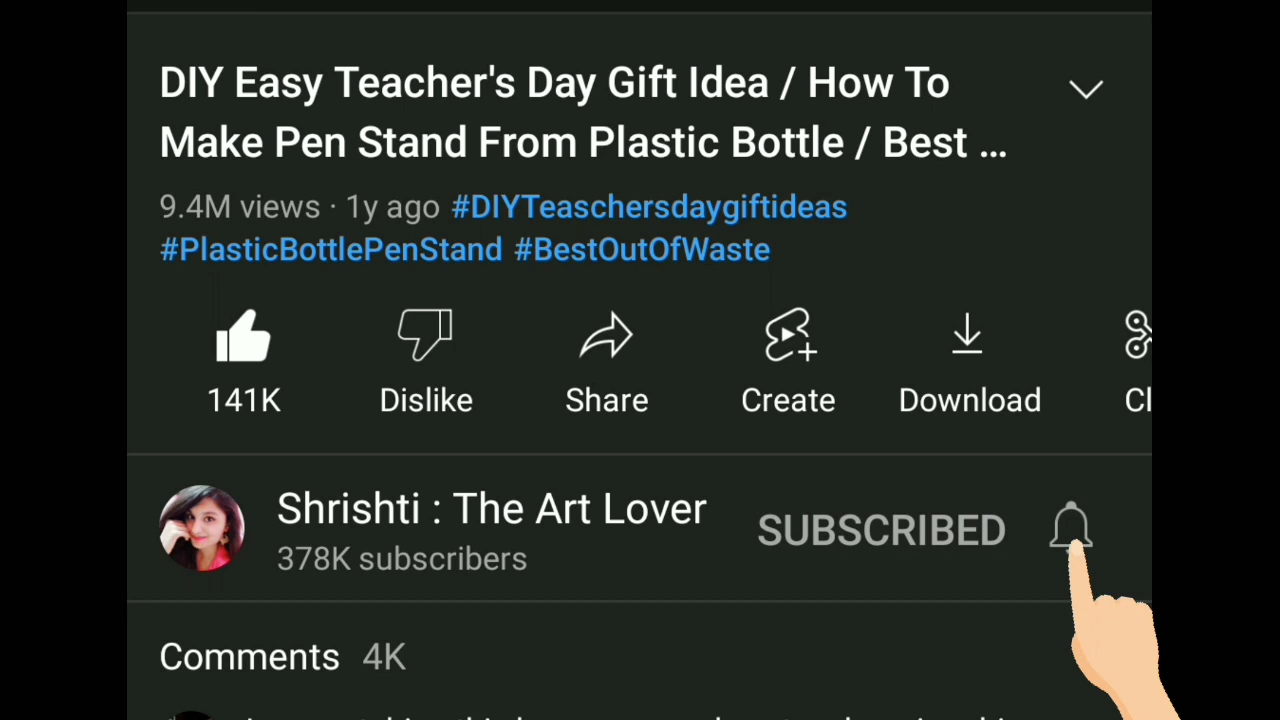 DIY Easy Teacher's Day Gift Idea / How To
Make Pen Stand From Plastic Bottle / Best ...
9.4M views · 1y ago #DIYTeaschersdaygiftideas
#PlasticBottlePenStand #BestOutOfWaste
141K Dislike Share Create Download Cl
Shrishti : The Art Lover
378K subscribers
SUBSCRIBED
Comments 4K